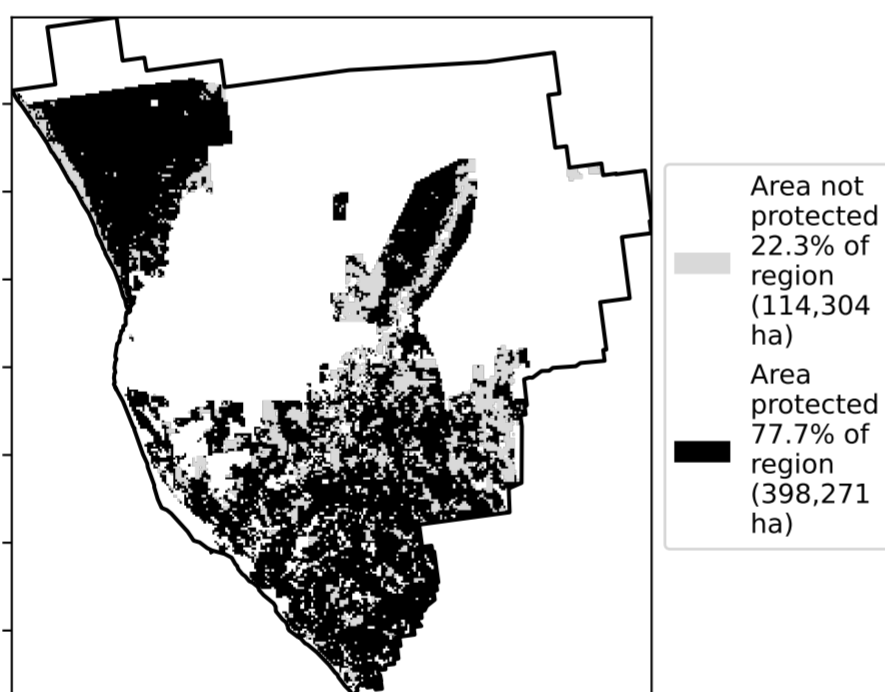 Area not
protected
22.3% of
region
(114,304
ha)
Area
protected
77.7% of
region
(398,271
ha)